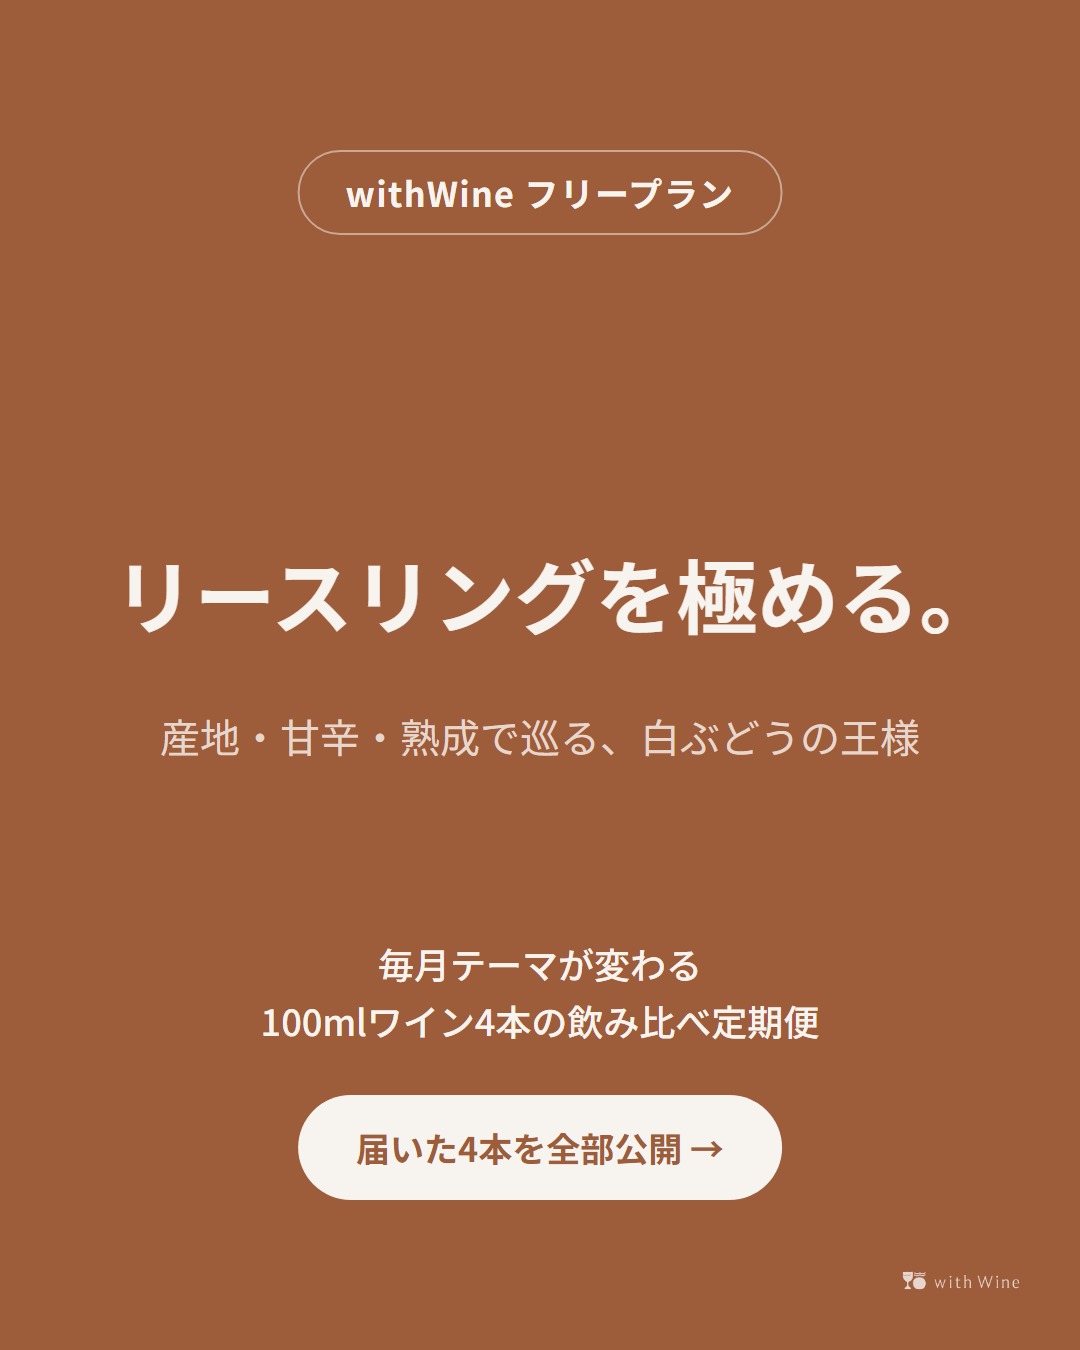 withWine フリープラン
リースリングを極める。
産地・甘辛・熟成で巡る、白ぶどうの王様
毎月テーマが変わる
100mlワイン4本の飲み比べ定期便
届いた4本を全部公開 →
with Wine